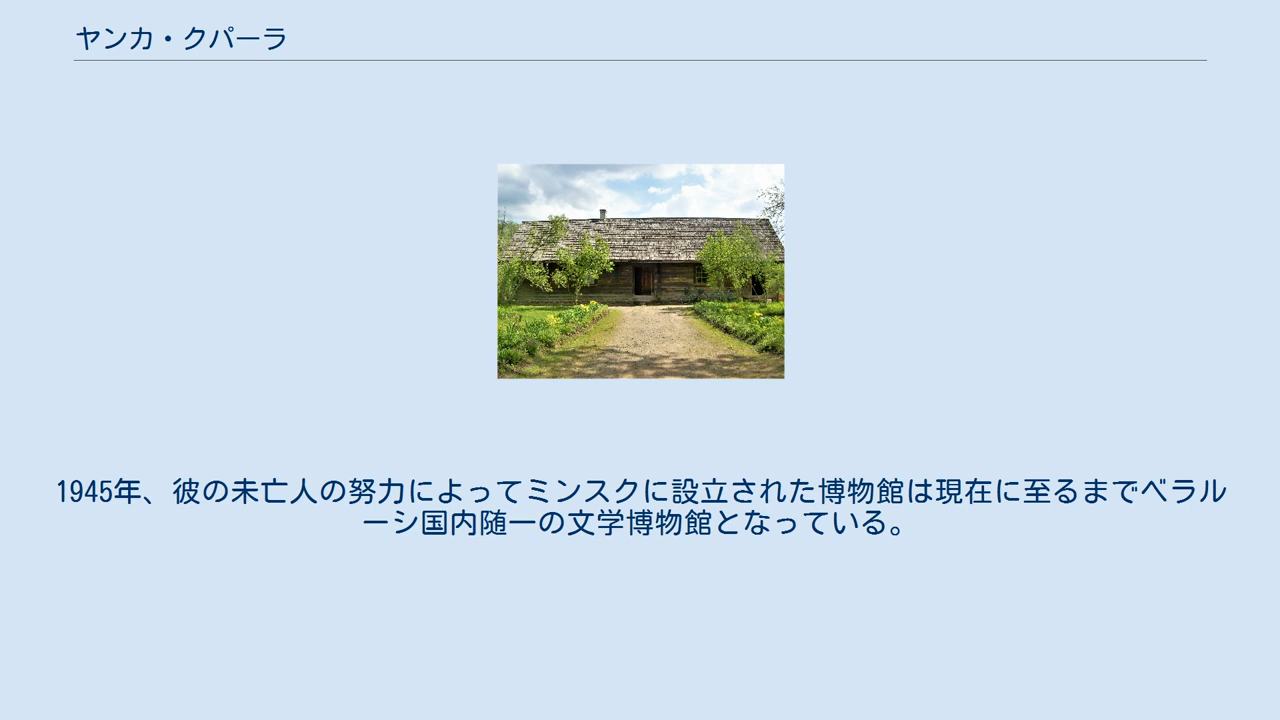 ヤンカ・クパーラ
1945年、彼の未亡人の努力によってミンスクに設立された博物館は現在に至るまでベラル
ーシ国内随一の文学博物館となっている。